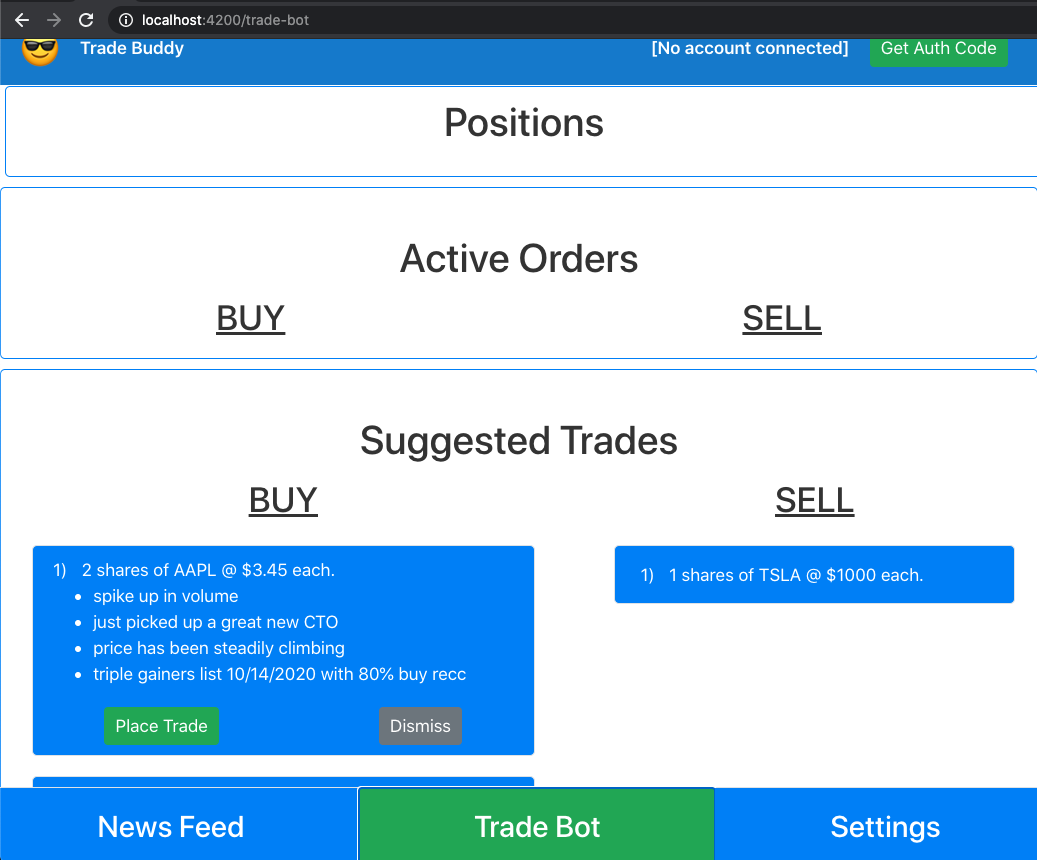 localhost:4200/trade-bot
Trade Buddy [No account connected] Get Auth Code
Positions
Active Orders
BUY SELL
Suggested Trades
BUY SELL
1) 2 shares of AAPL @ $3.45 each.
• spike up in volume
• just picked up a great new CTO
• price has been steadily climbing
• triple gainers list 10/14/2020 with 80% buy recc
Place Trade Dismiss
1) 1 shares of TSLA @ $1000 each.
News Feed Trade Bot Settings